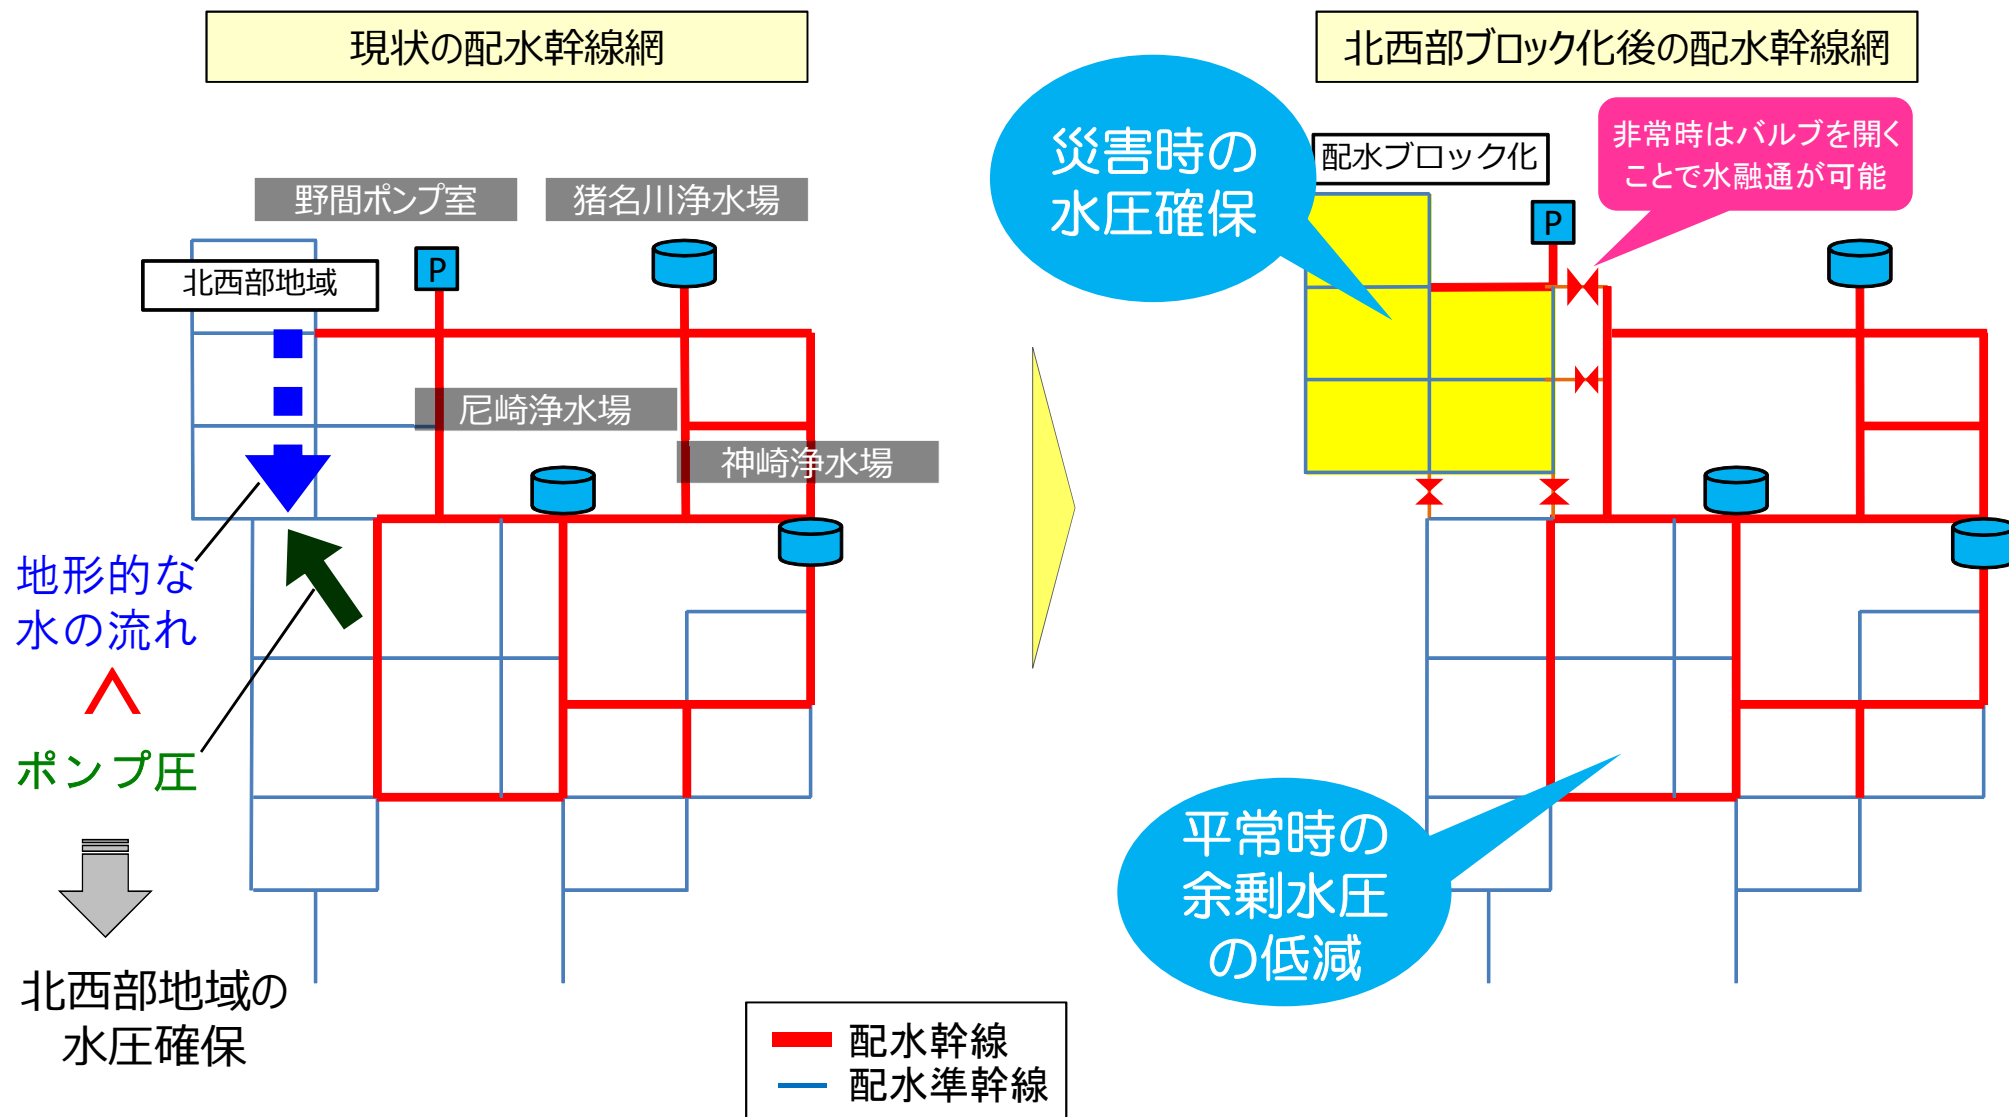 現状の配水幹線網
北西部ブロック化後の配水幹線網
災害時の
水圧確保
配水ブロック化
非常時はバルブを開く
ことで水融通が可能
野間ポンプ室
猪名川浄水場
P
P
北西部地域
尼崎浄水場
神崎浄水場
地形的な
水の流れ
<
ポンプ圧
平常時の
余剰水圧
の低減
北西部地域の
水圧確保
配水幹線
配水準幹線